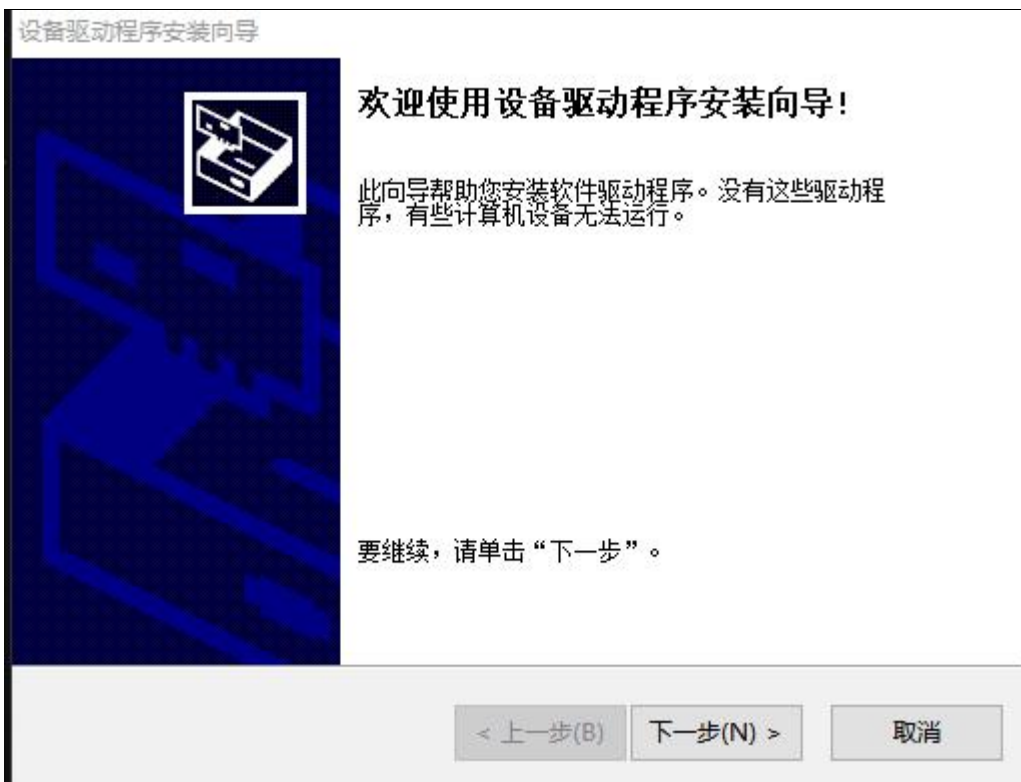 设备驱动程序安装向导
欢迎使用设备驱动程序安装向导!
此向导帮助您安装软件驱动程序。没有这些驱动程
序，有些计算机设备无法运行。
要继续，请单击“下一步”。
< 上一步(B)
下一步(N) >
取消